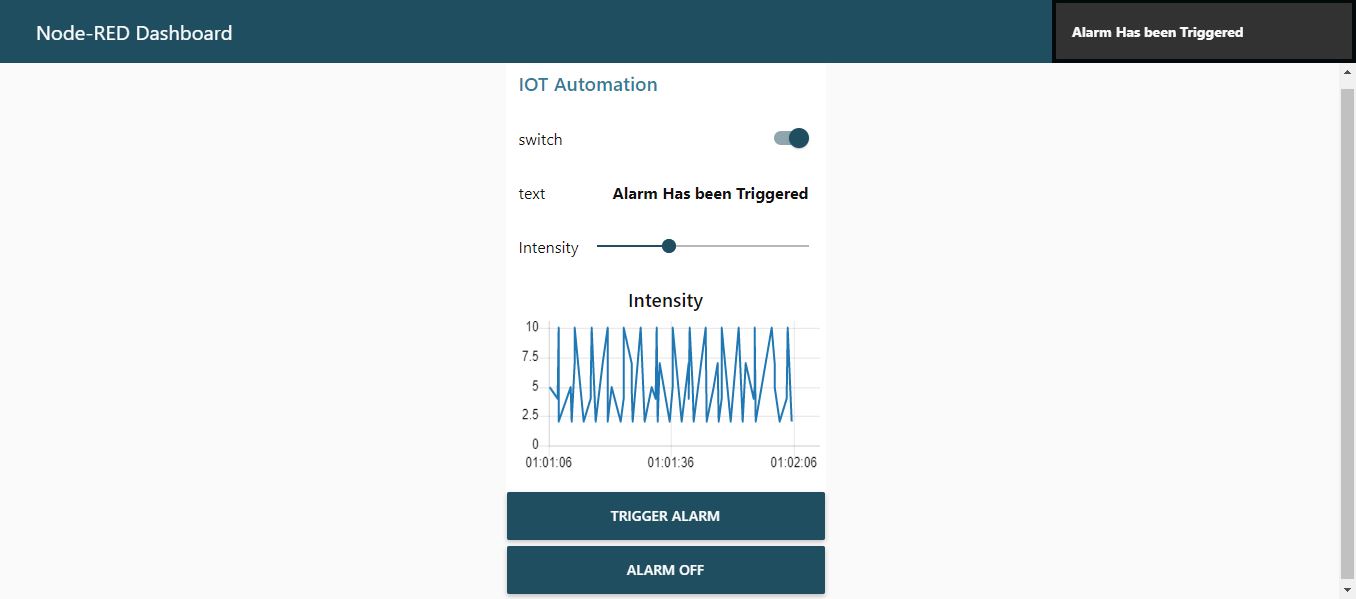 Node-RED Dashboard
Alarm Has been Triggered
IOT Automation
switch
text Alarm Has been Triggered
Intensity
Intensity
10
7.5
5
2.5
0
01:01:06 01:01:36 01:02:06
TRIGGER ALARM
ALARM OFF